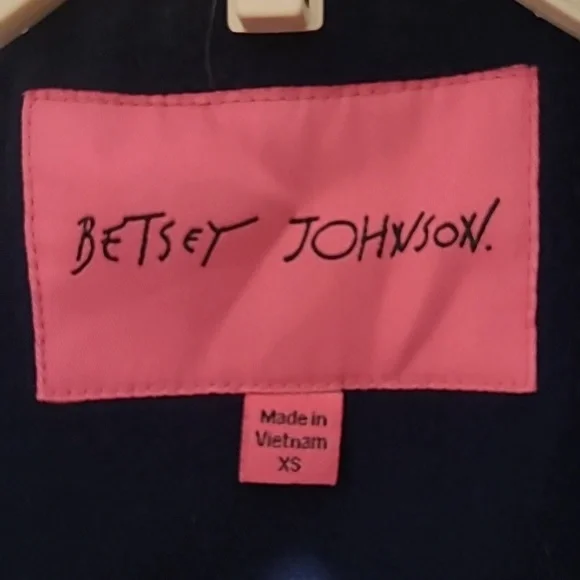 BETSEY JOHNSON.
Made in
Vietnam
XS